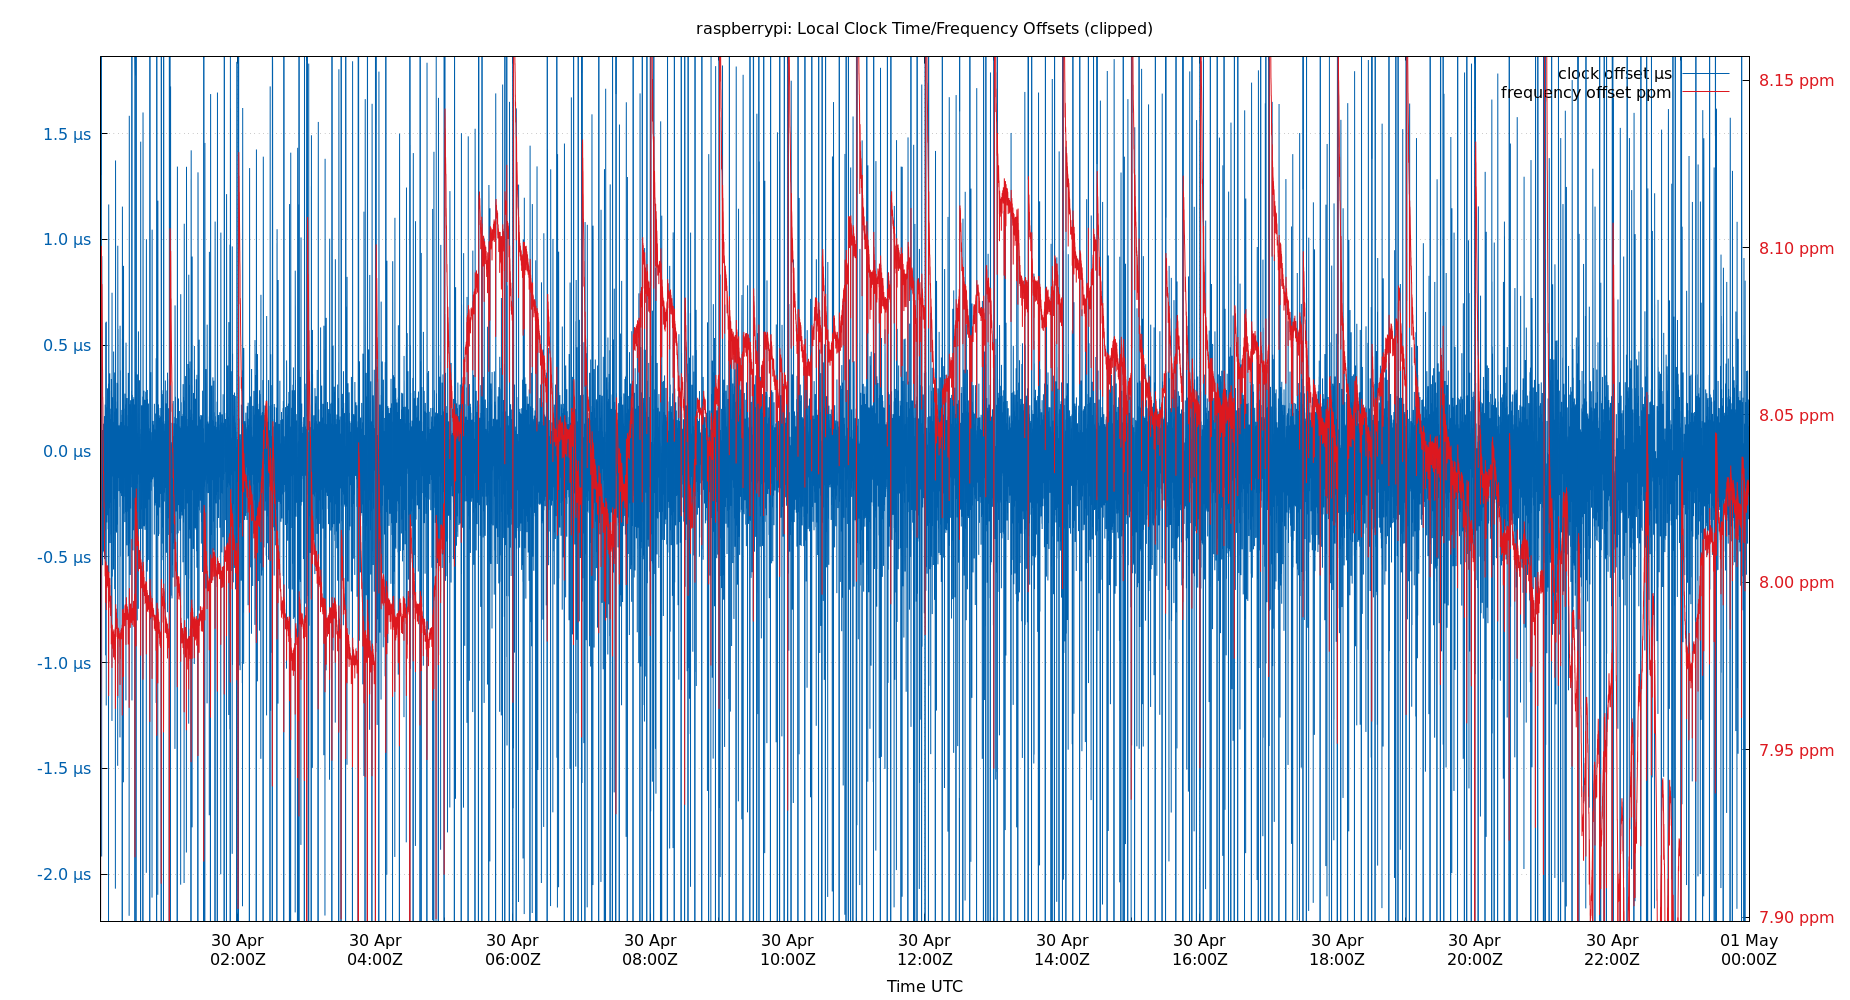 raspberrypi: Local Clock Time/Frequency Offsets (clipped)
clock offset µs
frequency offset ppm
1.5 µs
1.0 µs
0.5 µs
0.0 µs
-0.5 µs
-1.0 µs
-1.5 µs
-2.0 µs
8.15 ppm
8.10 ppm
8.05 ppm
8.00 ppm
7.95 ppm
7.90 ppm
30 Apr 30 Apr 30 Apr 30 Apr 30 Apr 30 Apr 30 Apr 30 Apr 30 Apr 30 Apr 30 Apr 01 May
02:00Z 04:00Z 06:00Z 08:00Z 10:00Z 12:00Z 14:00Z 16:00Z 18:00Z 20:00Z 22:00Z 00:00Z
Time UTC